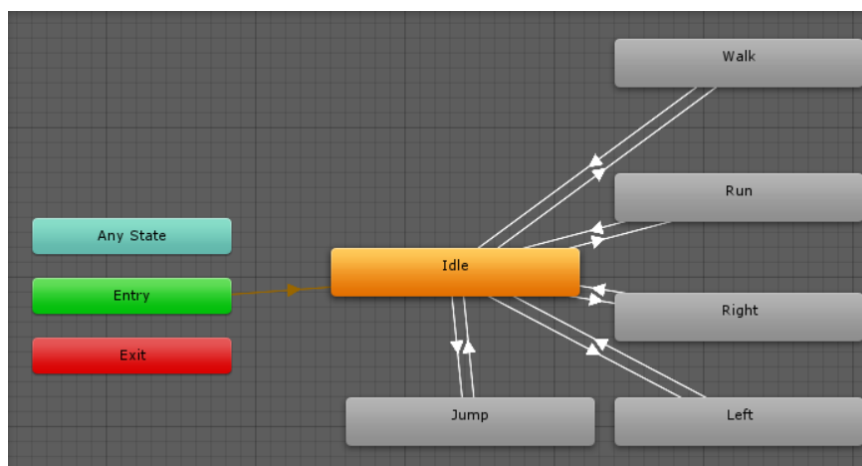 Walk
Run
Any State
Idle
Entry
Right
Exit
Jump
Left